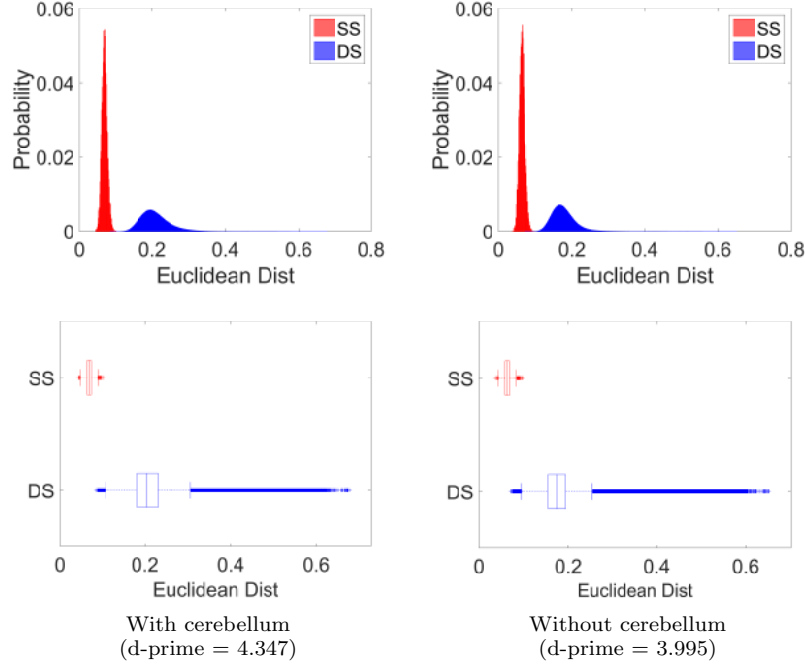 0.06
0.04
0.02
0
Probability
SS
DS
0 0.2 0.4 0.6 0.8
Euclidean Dist
0.06
0.04
0.02
0
Probability
SS
DS
0 0.2 0.4 0.6 0.8
Euclidean Dist
SS
DS
0 0.2 0.4 0.6
Euclidean Dist
SS
DS
0 0.2 0.4 0.6
Euclidean Dist
With cerebellum
(d-prime = 4.347)
Without cerebellum
(d-prime = 3.995)